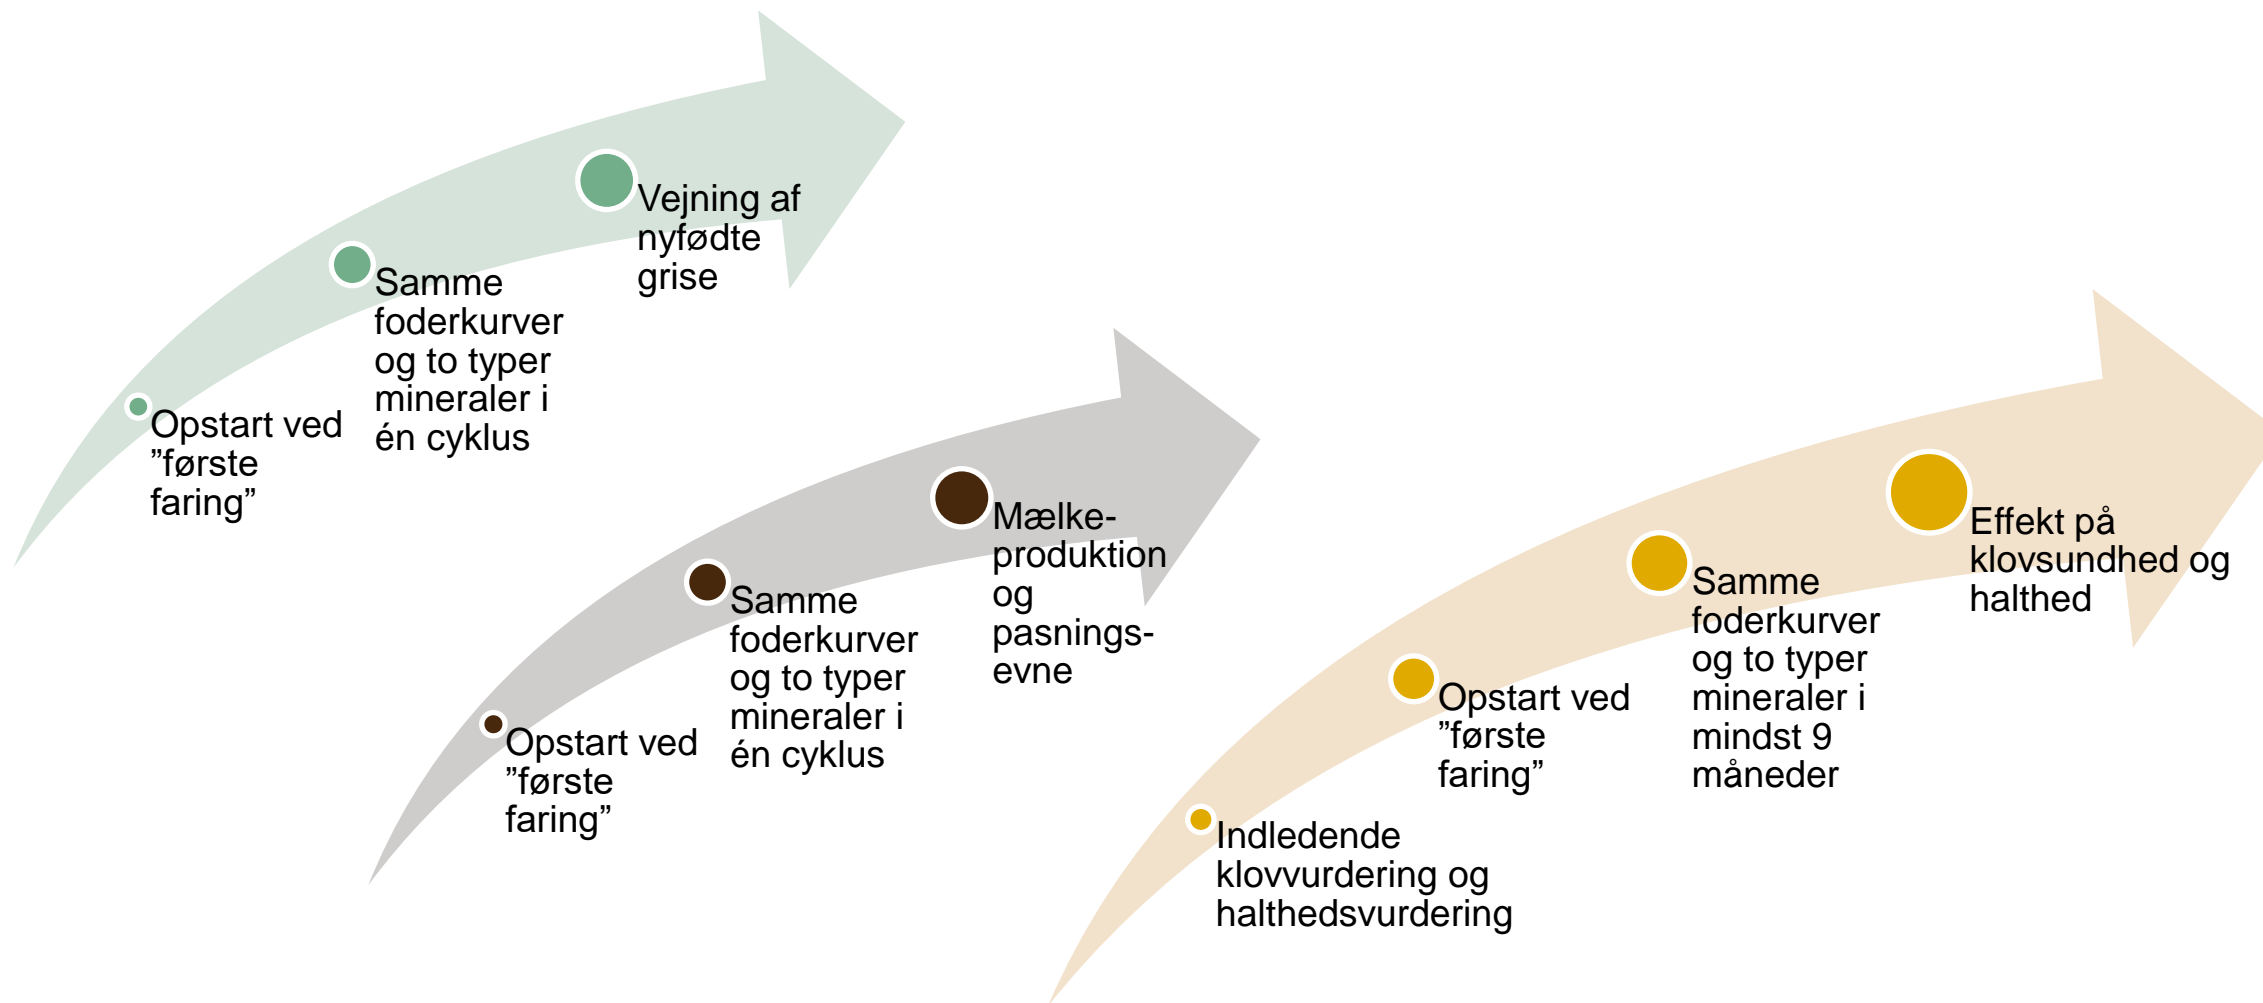 Opstart ved
”første
faring”
Samme
foderkurver
og to typer
mineraler i
én cyklus
Vejning af
nyfødte
grise
Opstart ved
”første
faring”
Samme
foderkurver
og to typer
mineraler i
én cyklus
Mælke-
produktion
og
pasnings-
evne
Indledende
klovvurdering og
halthedsvurdering
Opstart ved
”første
faring”
Samme
foderkurver
og to typer
mineraler i
mindst 9
måneder
Effekt på
klovsundhed og
halthed